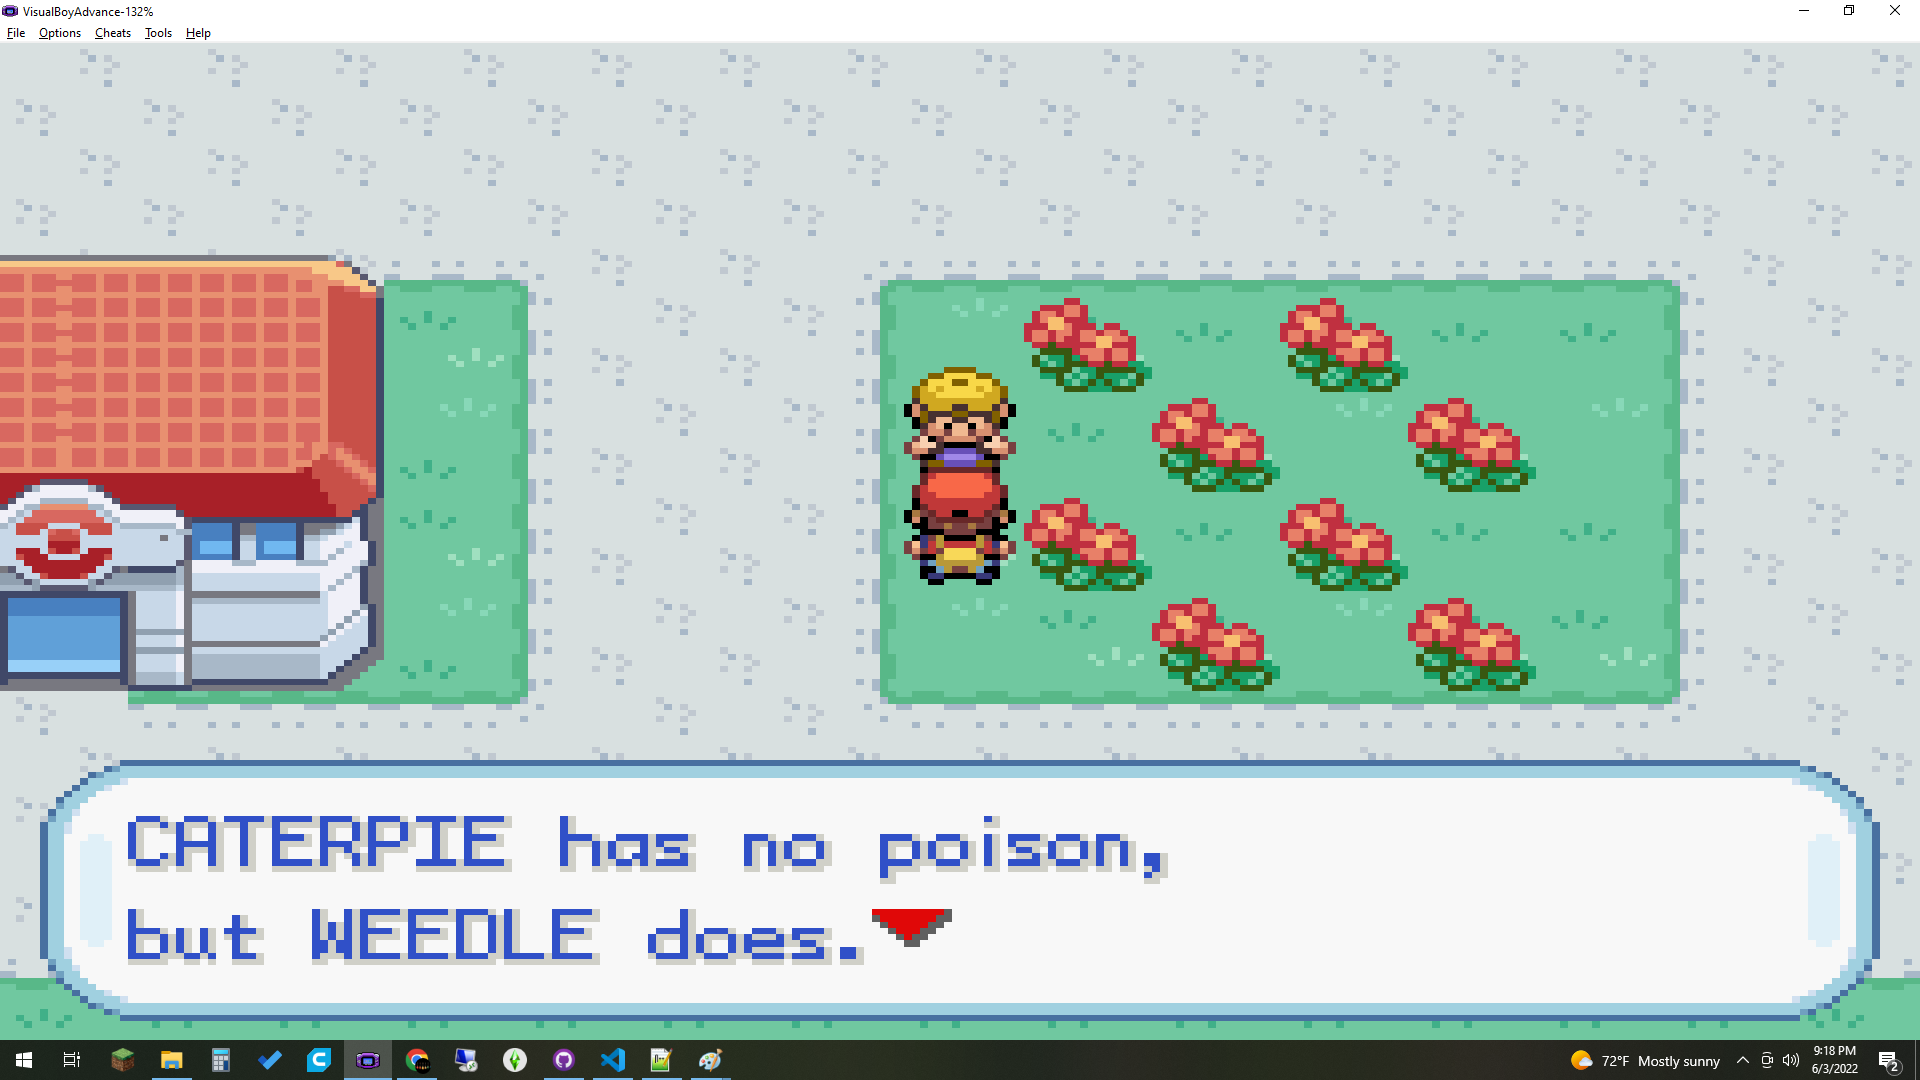 VisualBoyAdvance-132%
File Options Cheats Tools Help
CATERPIE has no poison,
but WEEDLE does.
72°F Mostly sunny
9:18 PM
6/3/2022
2